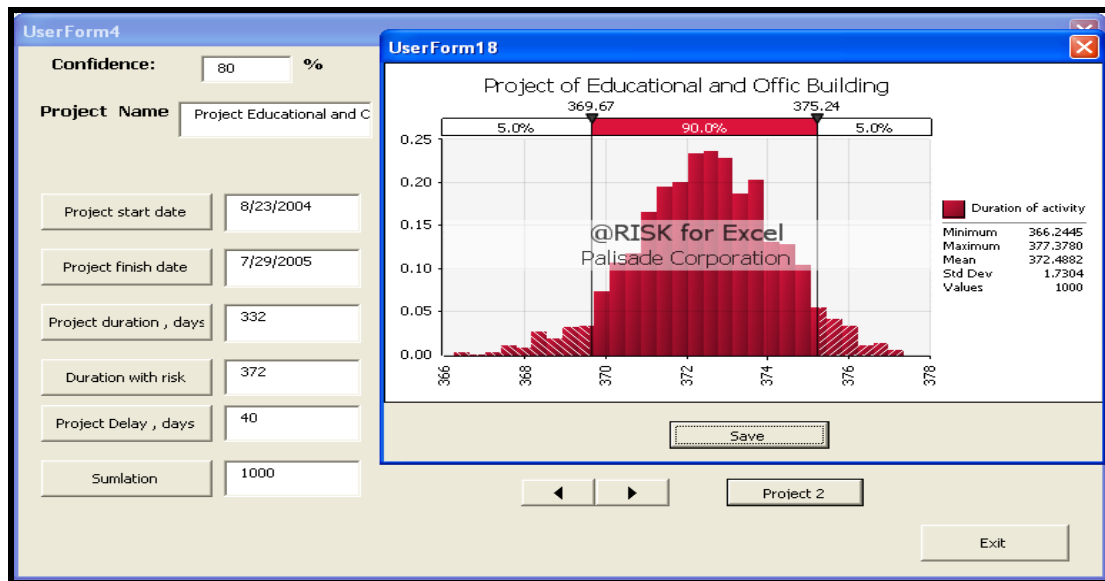 UserForm4
Confidence: 80 %
Project Name Project Educational and
Project start date 8/23/2004
Project finish date 7/29/2005
Project duration , days 332
Duration with risk 372
Project Delay , days 40
Sumlation 1000
UserForm18
Project of Educational and Offic Building
369.67 375.24
5.0% 90.0% 5.0%
0.25
0.20
0.15
0.10
0.05
0.00
366 368 370 372 374 376 378
@RISK for Excel
Palisade Corporation
Duration of activity
Minimum 366.2445
Maximum 377.3780
Mean 372.4882
Std Dev 1.7304
Values 1000
Save
Project 2
Exit